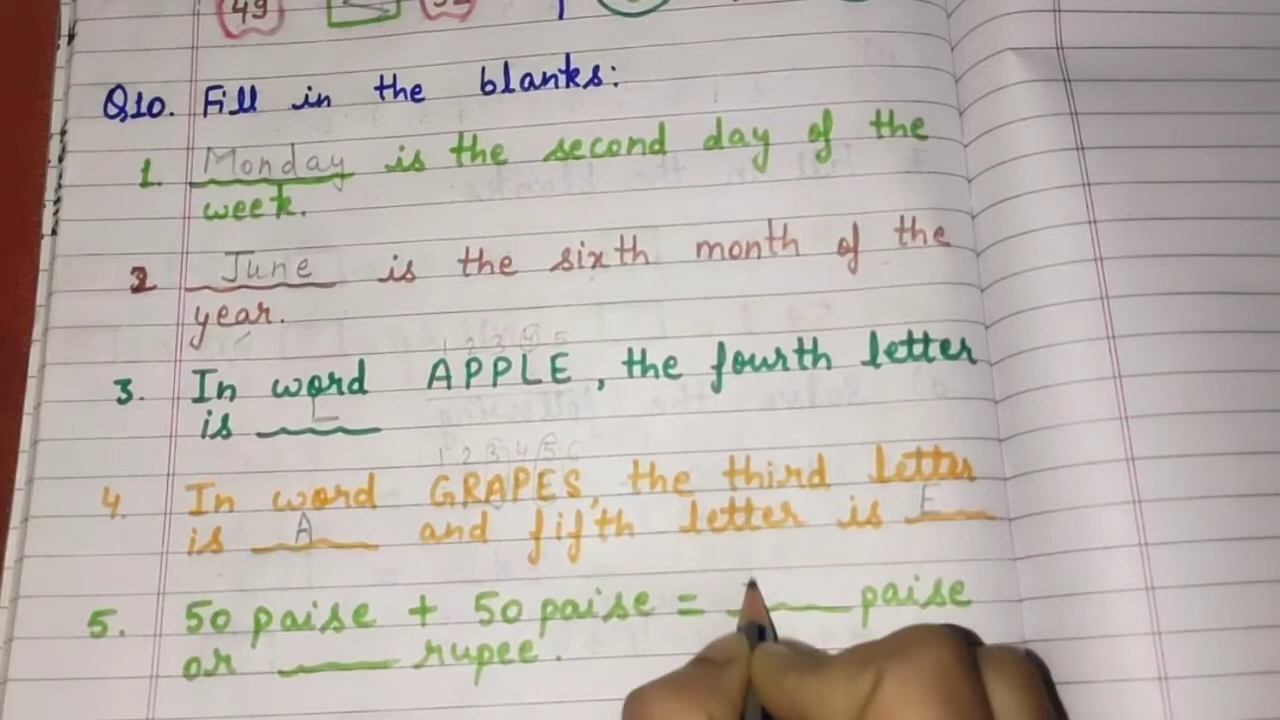 49
Q10. Fill in the blanks:
1. Monday is the second day of the
week.
2 June is the sixth month of the
year.
1 2 3 4 5
3. In word APPLE, the fourth letter
is L
1 2 3 4 5 6
4. In word GRAPES, the third letter
is A and fifth letter is E
5. 50 paise + 50 paise = ___ paise
or ___ rupee.